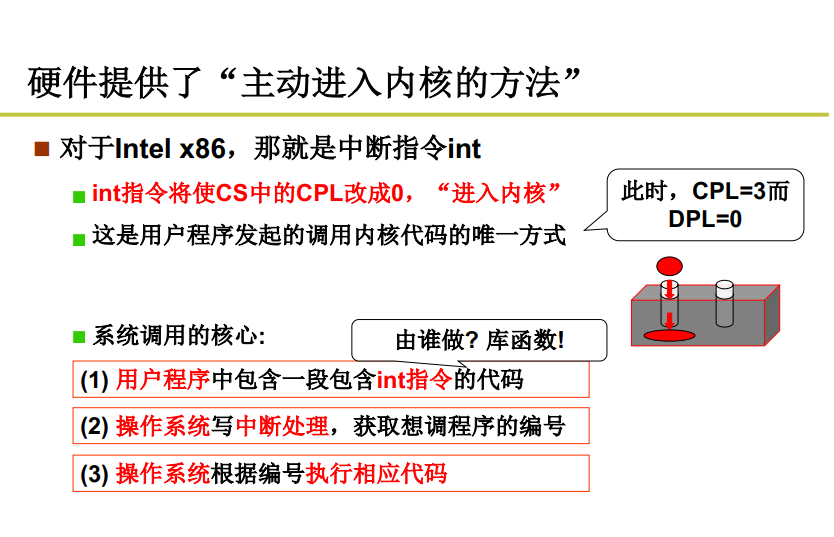 硬件提供了“主动进入内核的方法”
对于Intel x86，那就是中断指令int
int指令将使CS中的CPL改成0，“进入内核”
这是用户程序发起的调用内核代码的唯一方式
此时，CPL=3而
DPL=0
系统调用的核心:
由谁做? 库函数!
(1) 用户程序中包含一段包含int指令的代码
(2) 操作系统写中断处理，获取想调程序的编号
(3) 操作系统根据编号执行相应代码